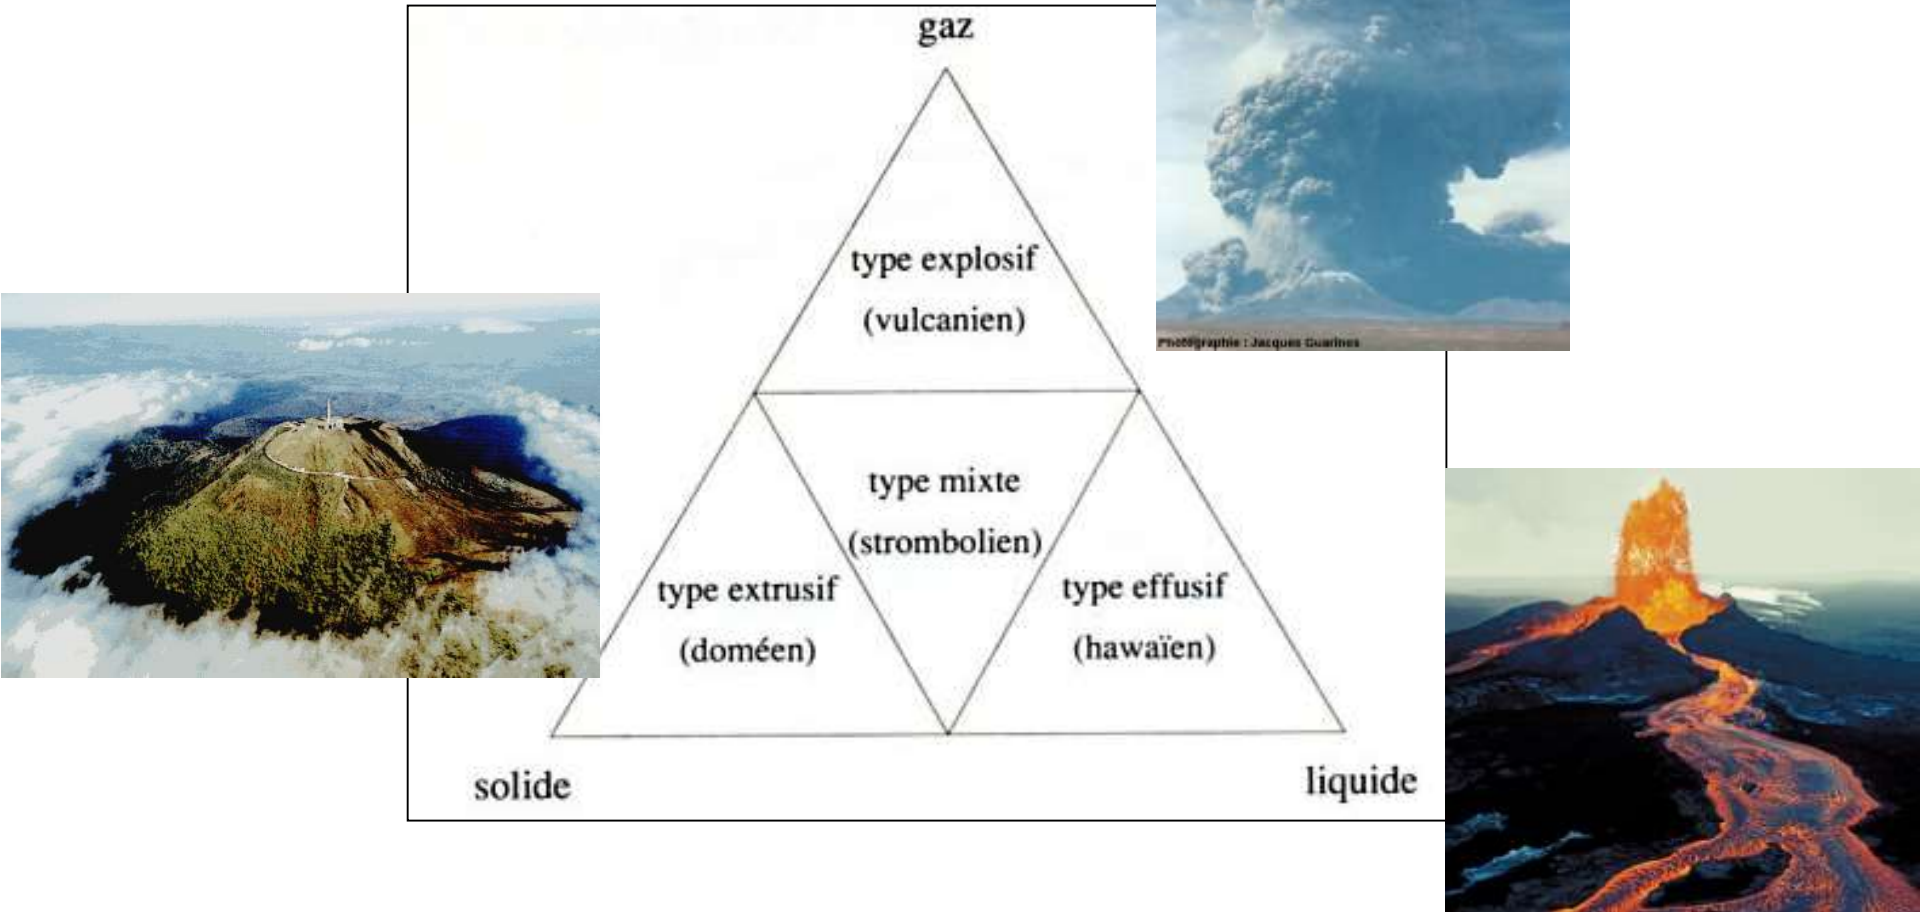 gaz
type explosif
(vulcanien)
Photographie : Jacques Guarinos
type mixte
(strombolien)
type extrusif
(doméen)
type effusif
(hawaïen)
solide
liquide